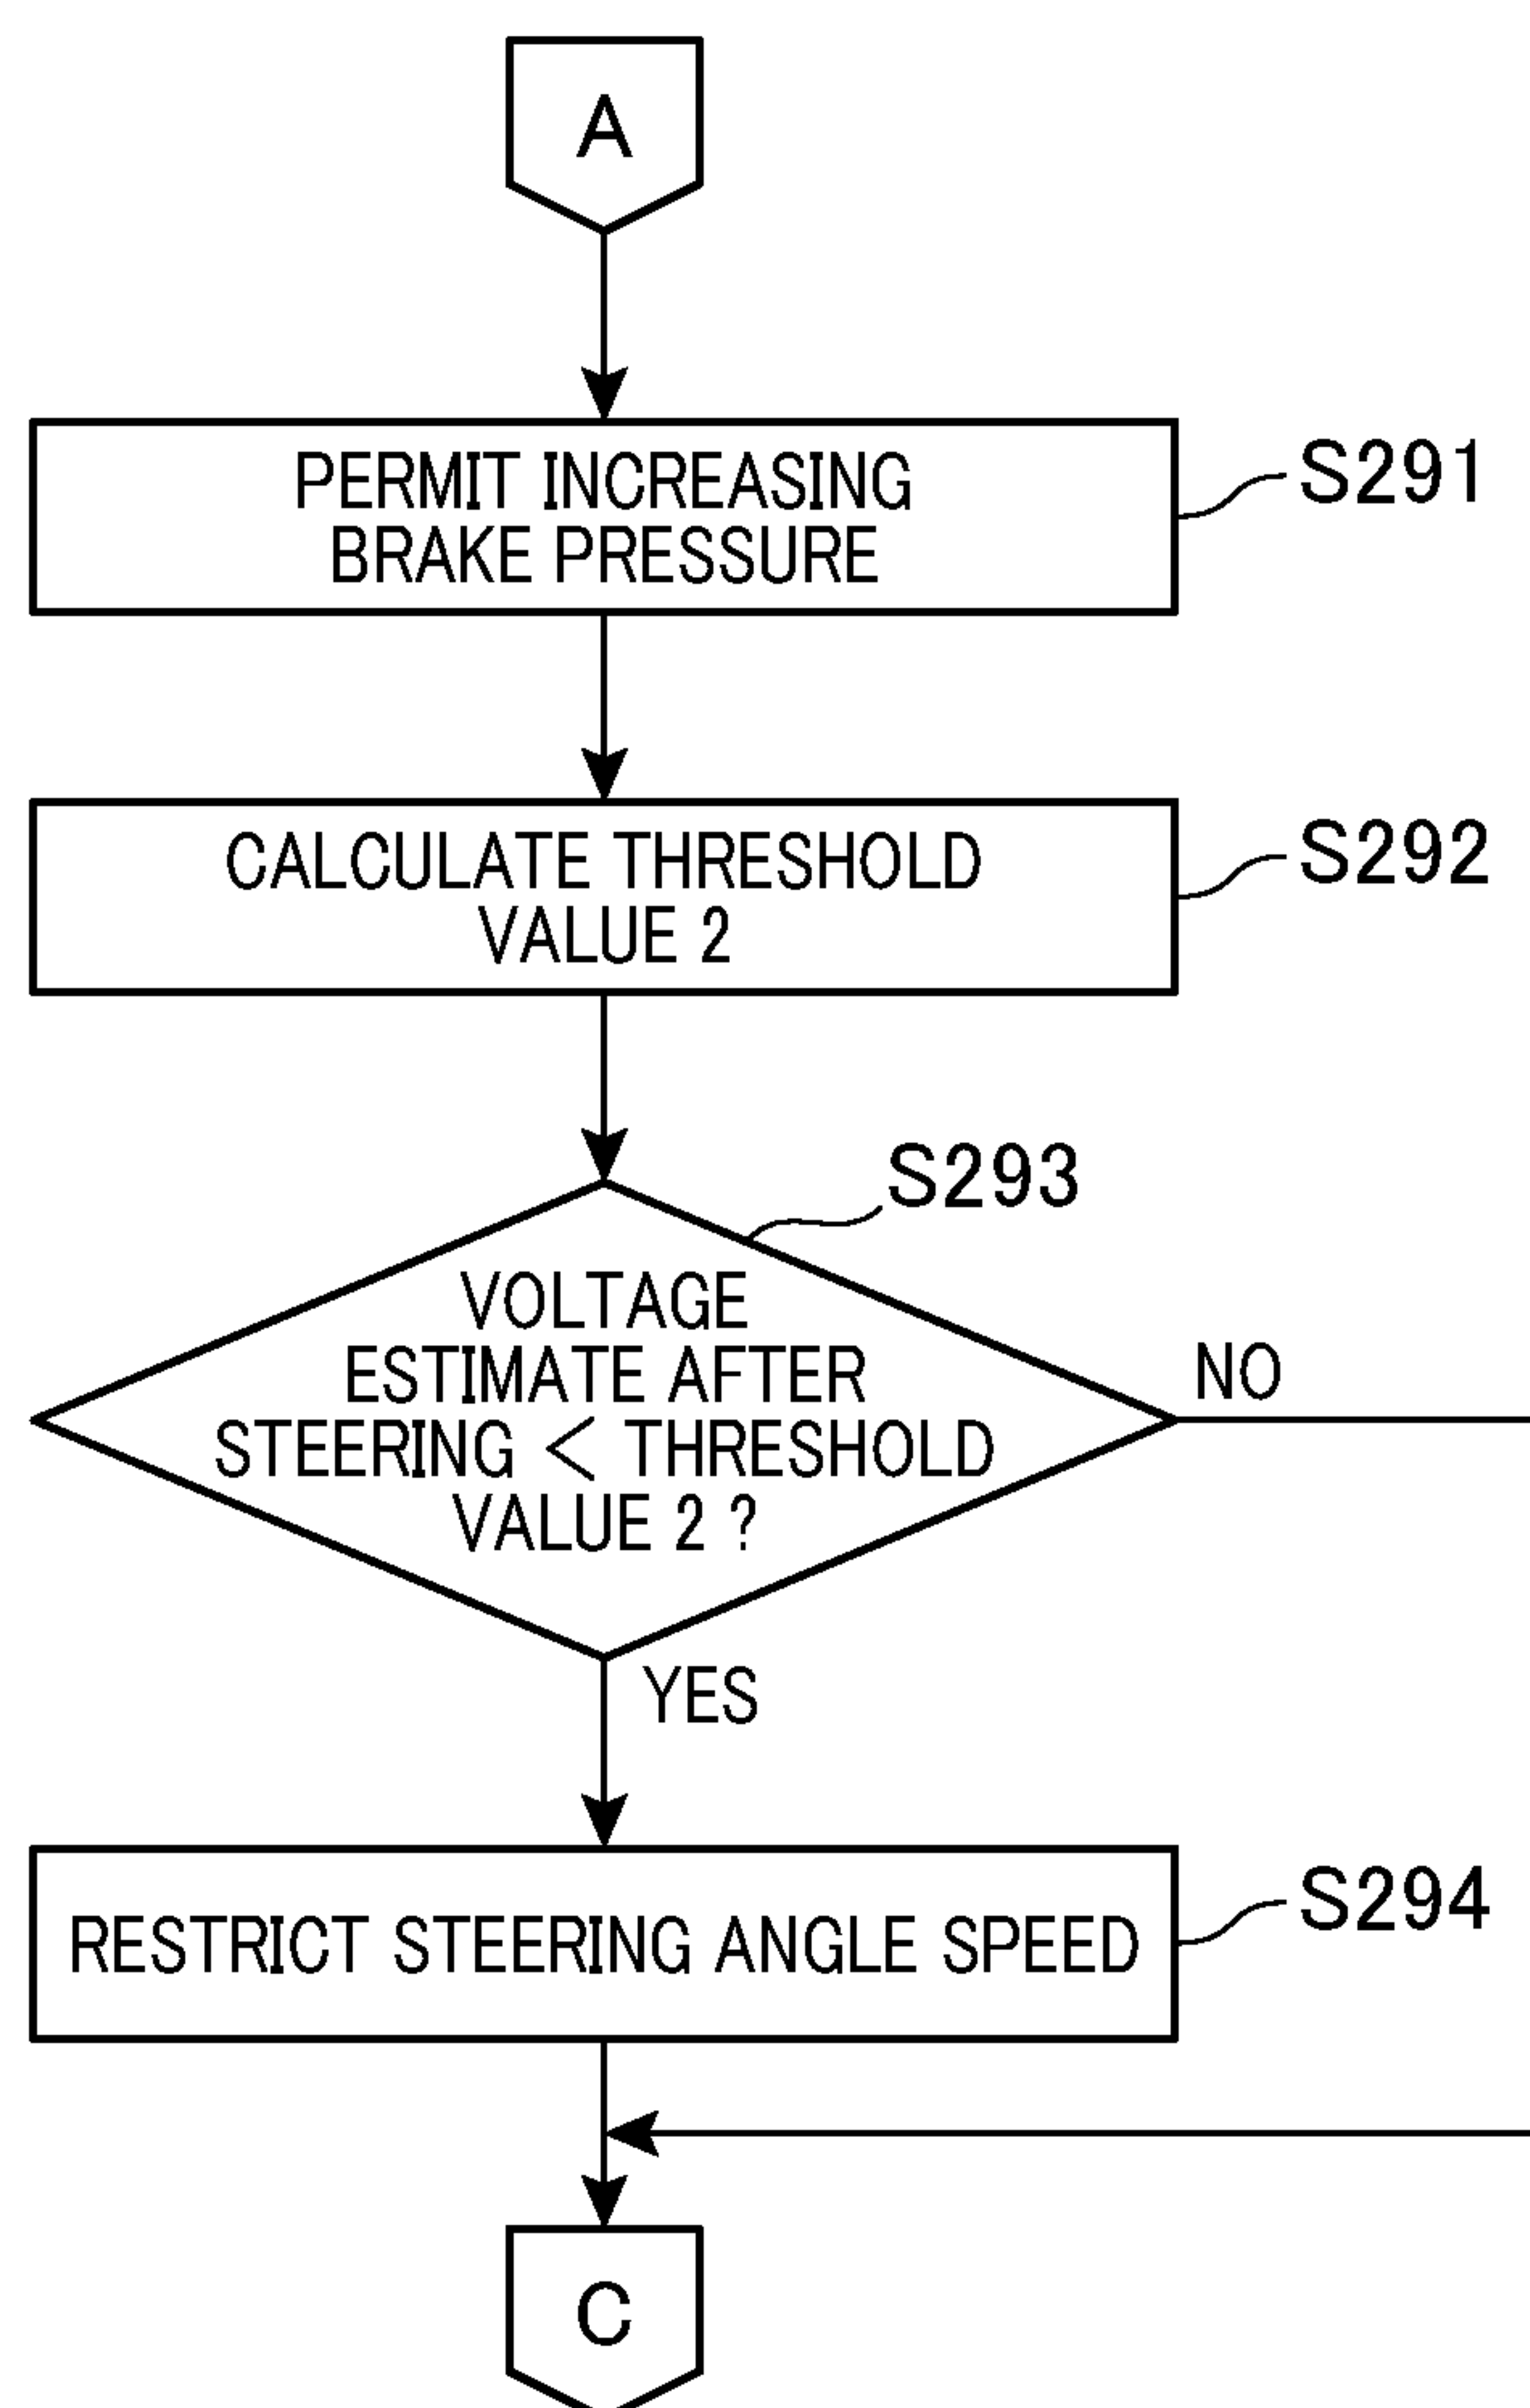 A
PERMIT INCREASING
BRAKE PRESSURE
S291
CALCULATE THRESHOLD
VALUE 2
S292
S293
VOLTAGE
ESTIMATE AFTER
STEERING < THRESHOLD
VALUE 2 ?
NO
YES
RESTRICT STEERING ANGLE SPEED
S294
C